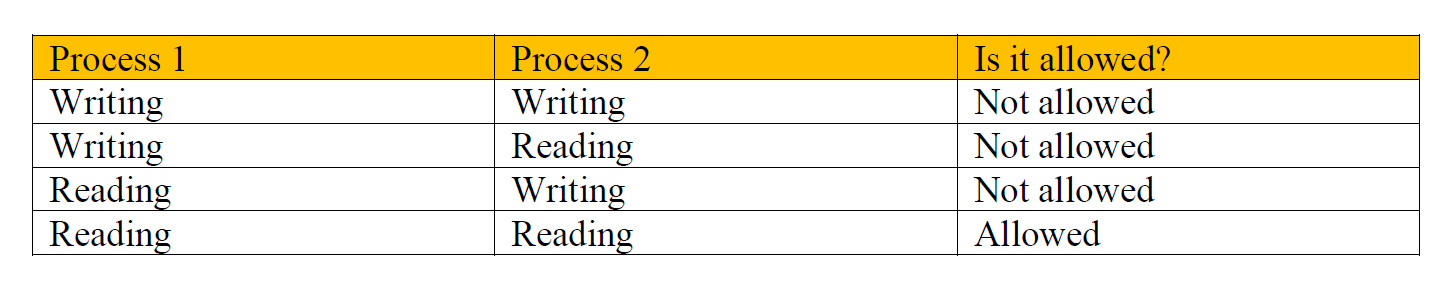 Process 1 Process 2 Is it allowed?
Writing Writing Not allowed
Writing Reading Not allowed
Reading Writing Not allowed
Reading Reading Allowed